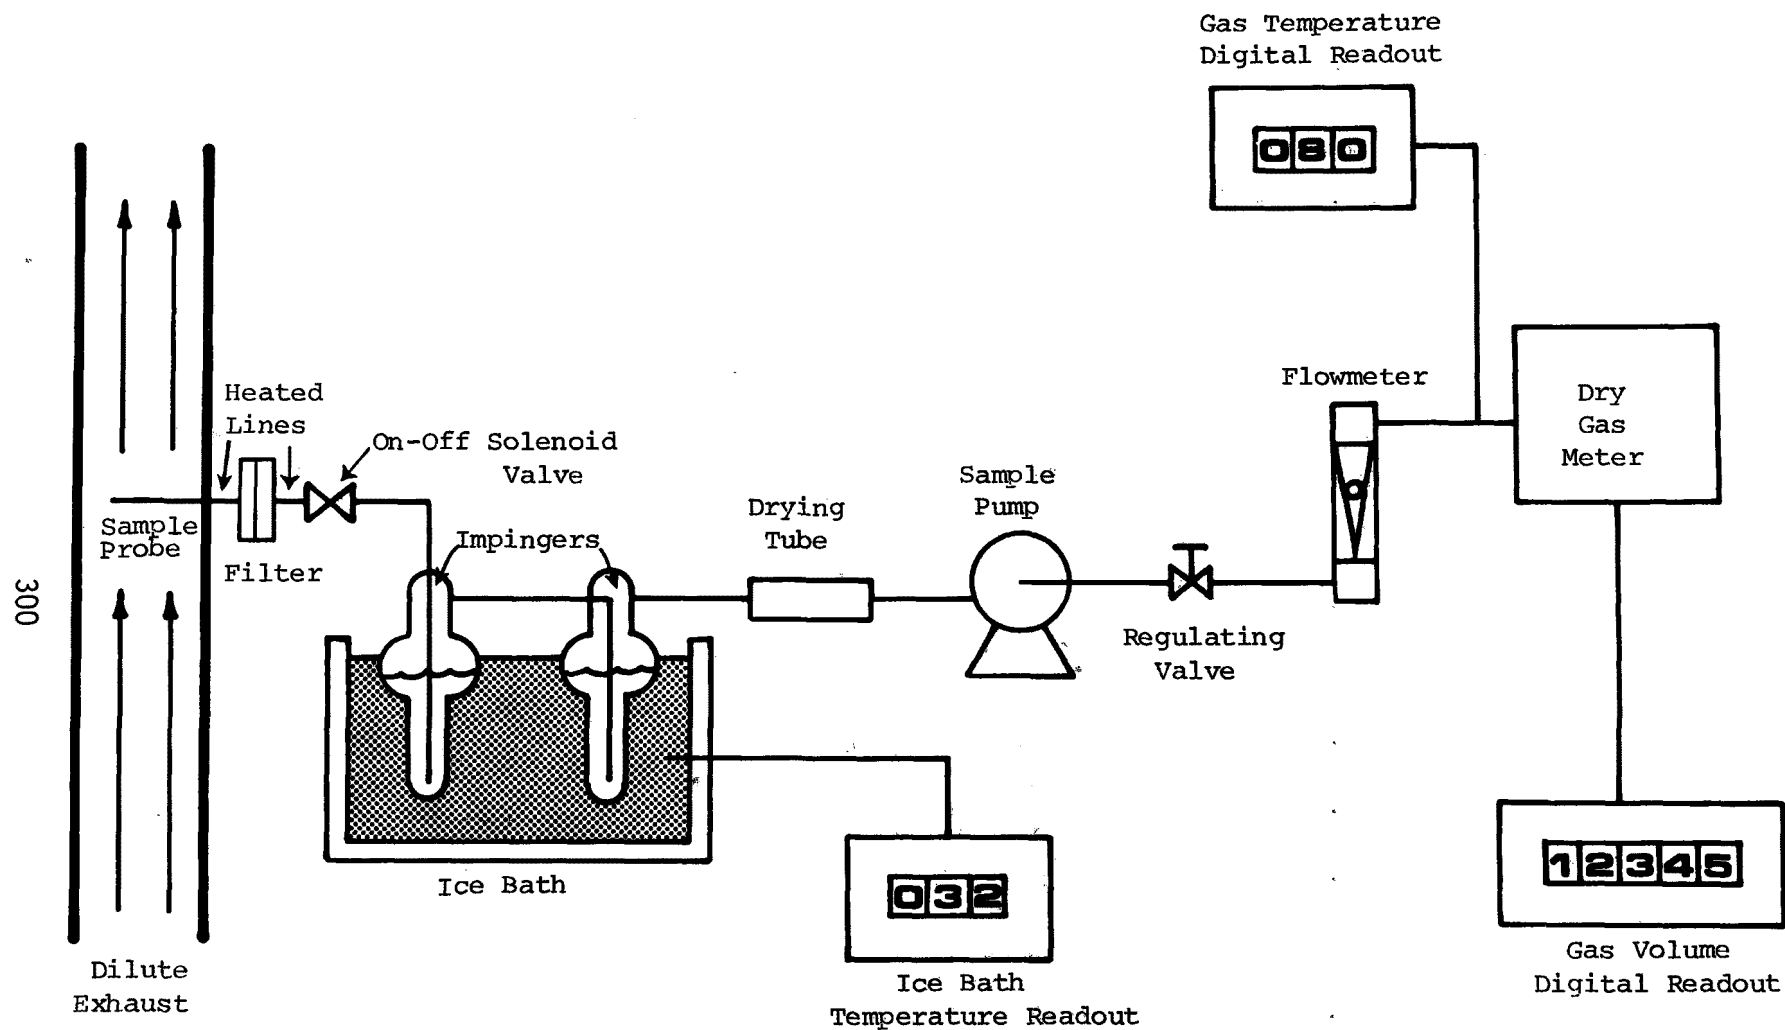 Gas Temperature
Digital Readout
080
Heated
Lines
On-Off Solenoid
Valve
Sample
Probe
Filter
Impingers
Drying
Tube
Sample
Pump
Regulating
Valve
Flowmeter
Dry
Gas
Meter
300
Ice Bath
032
Ice Bath
Temperature Readout
12345
Gas Volume
Digital Readout
Dilute
Exhaust